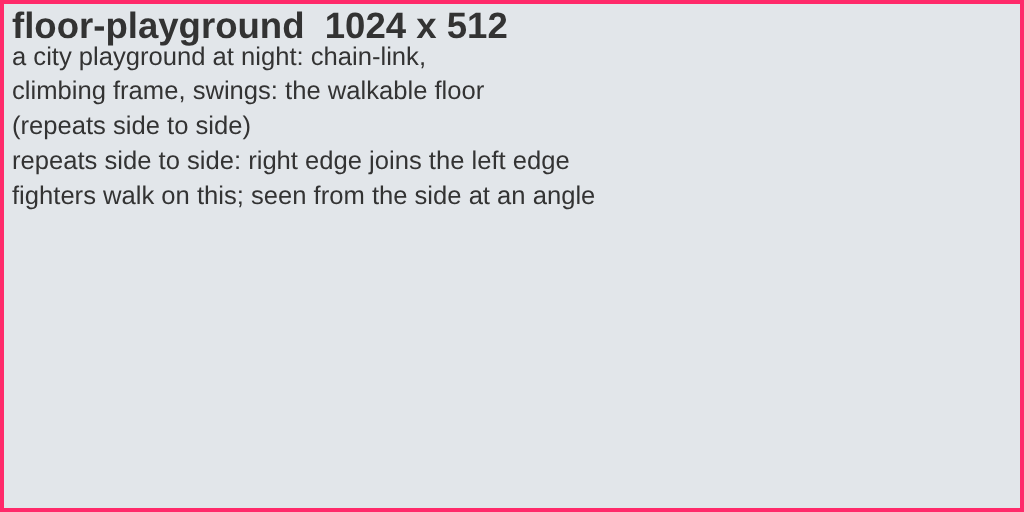 floor-playground 1024 x 512
a city playground at night: chain-link,
climbing frame, swings: the walkable floor
(repeats side to side)
repeats side to side: right edge joins the left edge
fighters walk on this; seen from the side at an angle